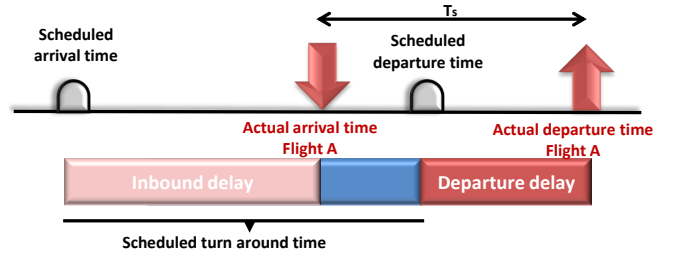 Ts
Scheduled
arrival time
Scheduled
departure time
Actual arrival time
Flight A
Actual departure time
Flight A
Inbound delay
Departure delay
Scheduled turn around time